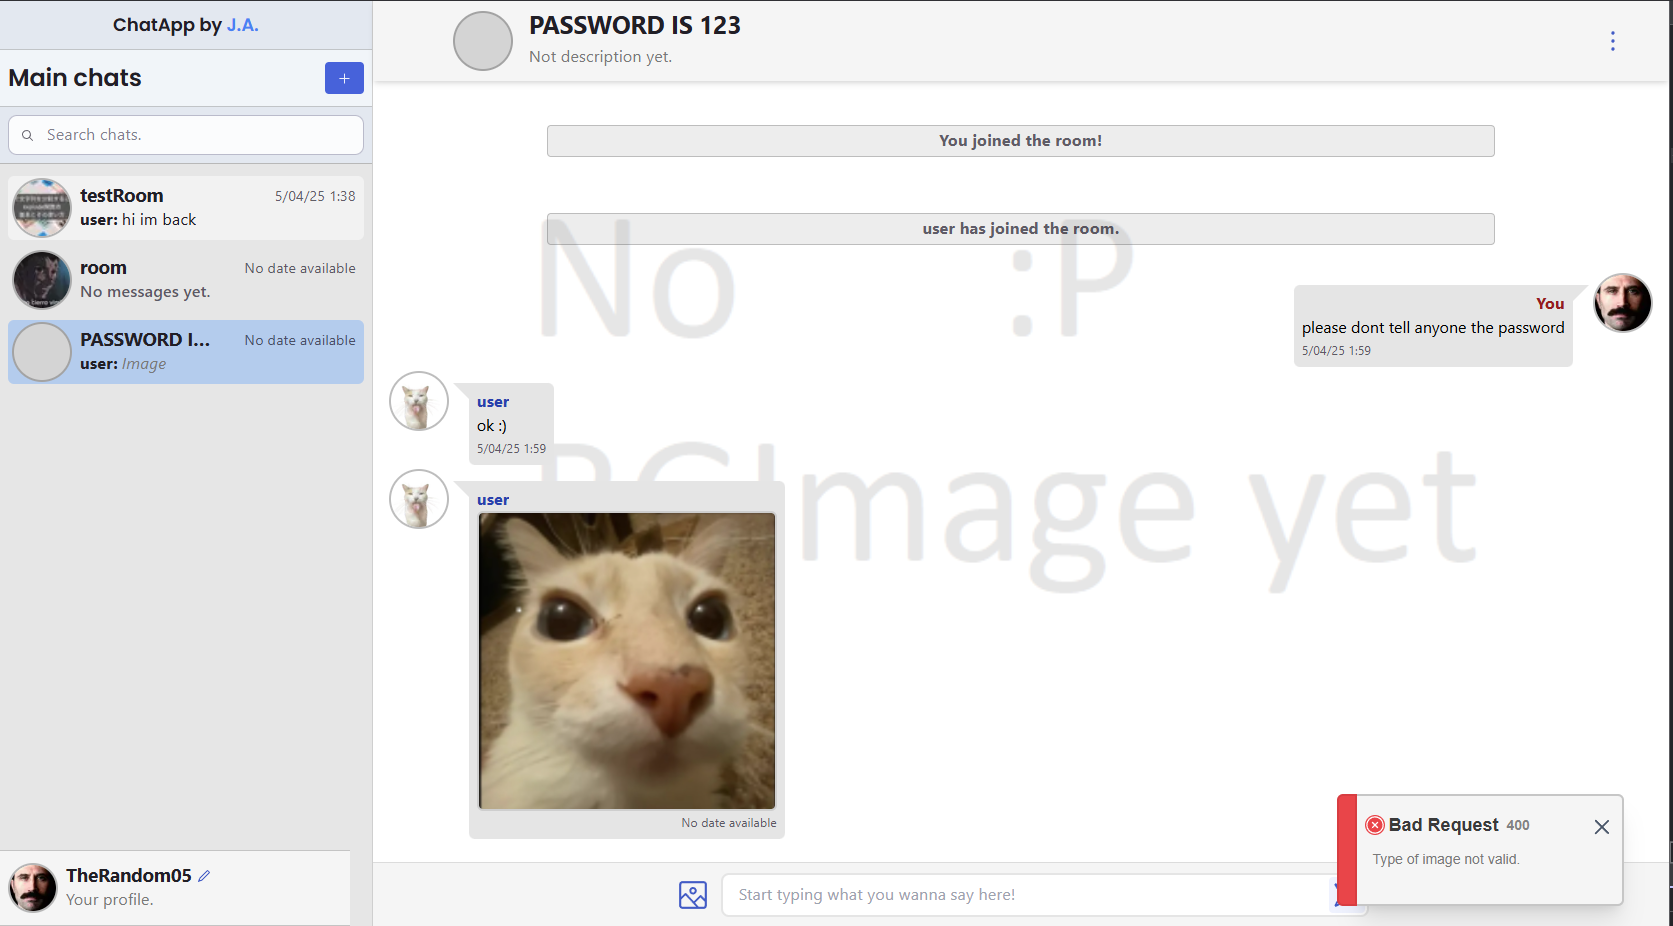 ChatApp by J.A.
Main chats
+
Search chats.
testRoom 5/04/25 1:38
user: hi im back
room No date available
No messages yet.
PASSWORD I... No date available
user: Image
TheRandom05
Your profile.
PASSWORD IS 123
Not description yet.
You joined the room!
user has joined the room.
No :P
You
please dont tell anyone the password
5/04/25 1:59
user
ok :)
5/04/25 1:59
BGImage yet
user
No date available
Start typing what you wanna say here!
Bad Request 400
Type of image not valid.